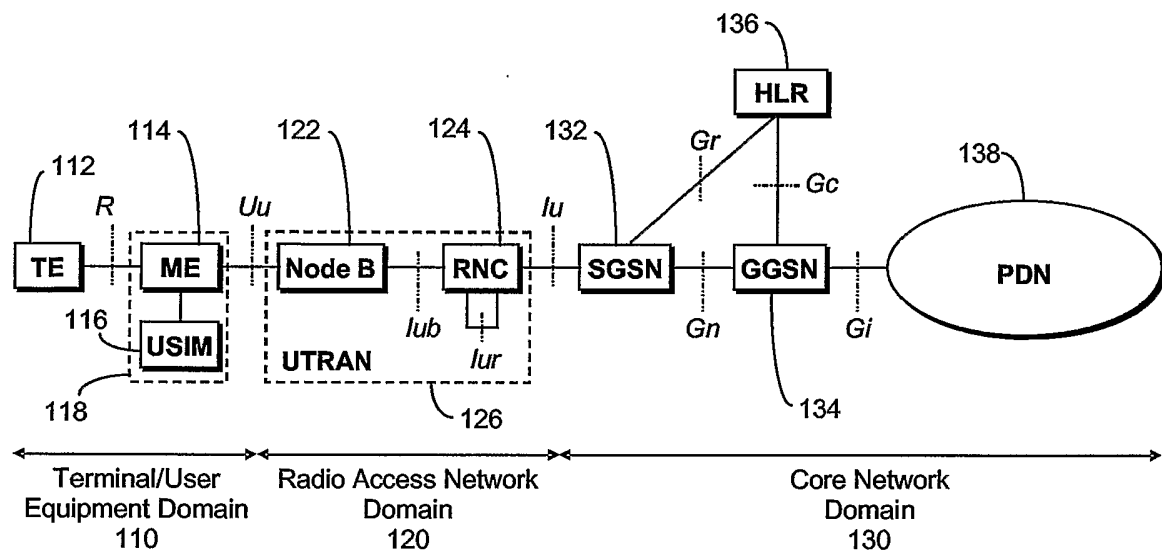 136
HLR
114
122
124
132
Gr
138
112
Gc
R
Uu
Iu
TE
ME
Node B
RNC
SGSN
GGSN
PDN
116
USIM
Iub
Iur
Gn
Gi
UTRAN
118
126
134
Terminal/User
Equipment Domain
110
Radio Access Network
Domain
120
Core Network
Domain
130